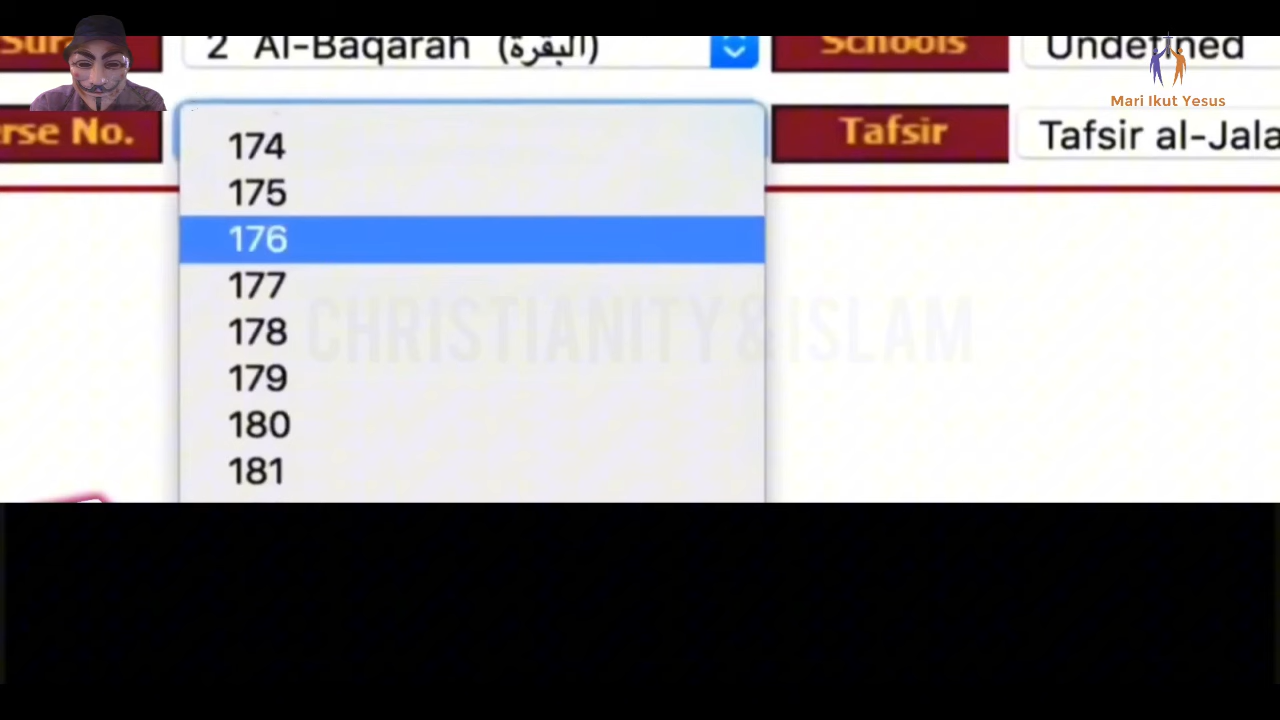 Sura
2 Al-Baqarah (البقرة)
Schools
Undefined
Mari Ikut Yesus
rse No.
Tafsir
Tafsir al-Jala
174
175
176
177
178
179
180
181
CHRISTIANITY & ISLAM